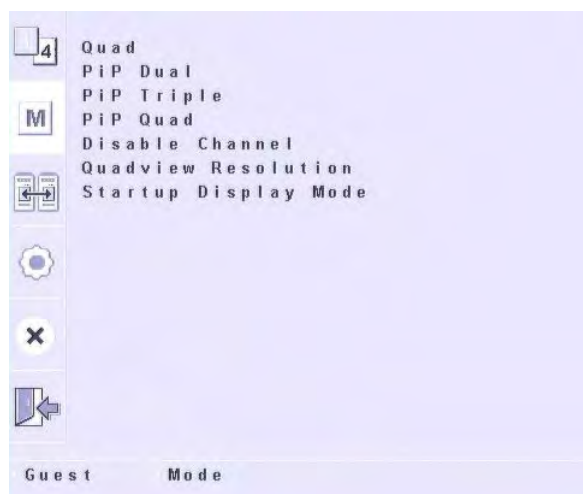 4
Quad
PiP Dual
PiP Triple
PiP Quad
M
Disable Channel
Quadview Resolution
Startup Display Mode
Guest Mode